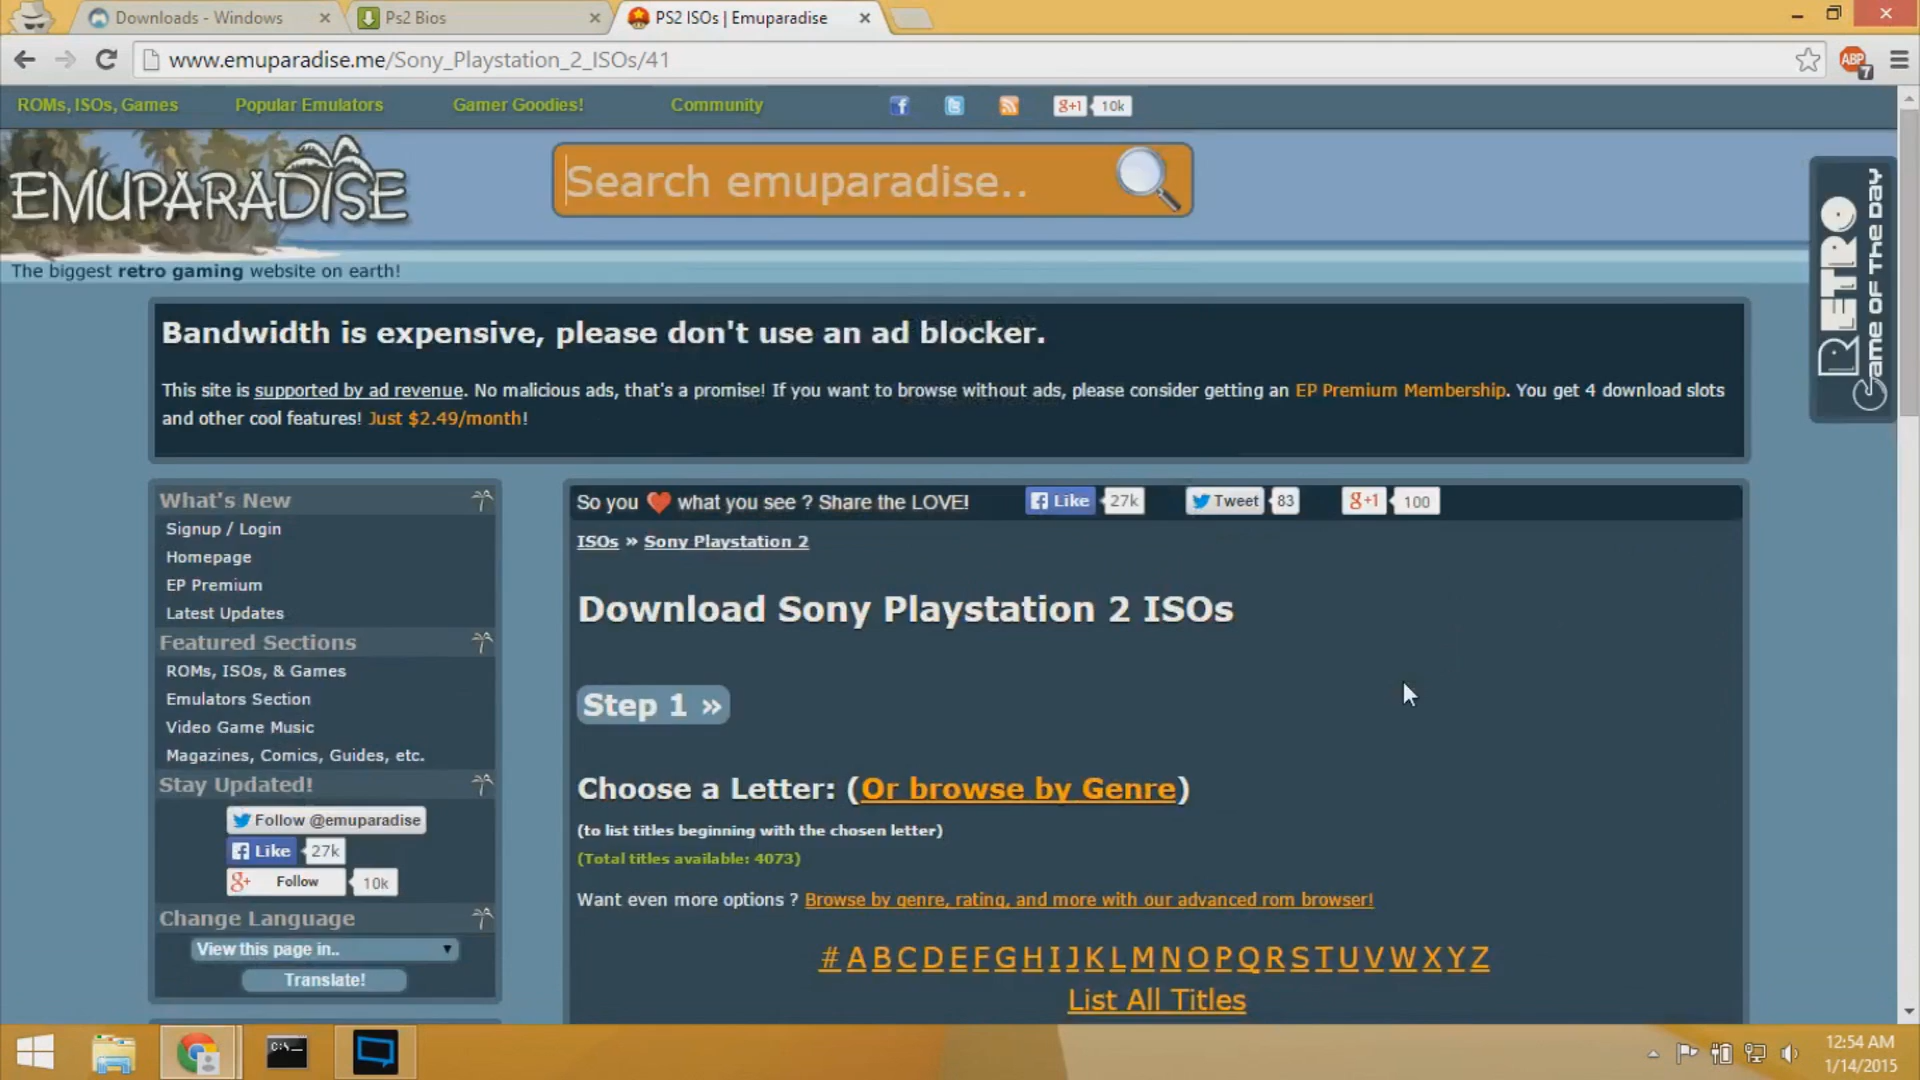 Downloads - Windows
Ps2 Bios
PS2 ISOs | Emuparadise
www.emuparadise.me/Sony_Playstation_2_ISOs/41
ABP
7
ROMs, ISOs, Games
Popular Emulators
Gamer Goodies!
Community
g+1
10k
EMUPARADISE
Search emuparadise..
The biggest retro gaming website on earth!
RETRO
Game OF The DAY
Bandwidth is expensive, please don't use an ad blocker.
This site is supported by ad revenue. No malicious ads, that's a promise! If you want to browse without ads, please consider getting an EP Premium Membership. You get 4 download slots
and other cool features! Just $2.49/month!
What's New
Signup / Login
Homepage
EP Premium
Latest Updates
Featured Sections
ROMs, ISOs, & Games
Emulators Section
Video Game Music
Magazines, Comics, Guides, etc.
Stay Updated!
Follow @emuparadise
Like
27k
g+
Follow
10k
Change Language
View this page in..
Translate!
So you what you see ? Share the LOVE!
Like
27k
Tweet
83
g+1
100
ISOs » Sony Playstation 2
Download Sony Playstation 2 ISOs
Step 1 »
Choose a Letter: (Or browse by Genre)
(to list titles beginning with the chosen letter)
(Total titles available: 4073)
Want even more options ? Browse by genre, rating, and more with our advanced rom browser!
# A B C D E F G H I J K L M N O P Q R S T U V W X Y Z
List All Titles
C:\_
12:54 AM
1/14/2015